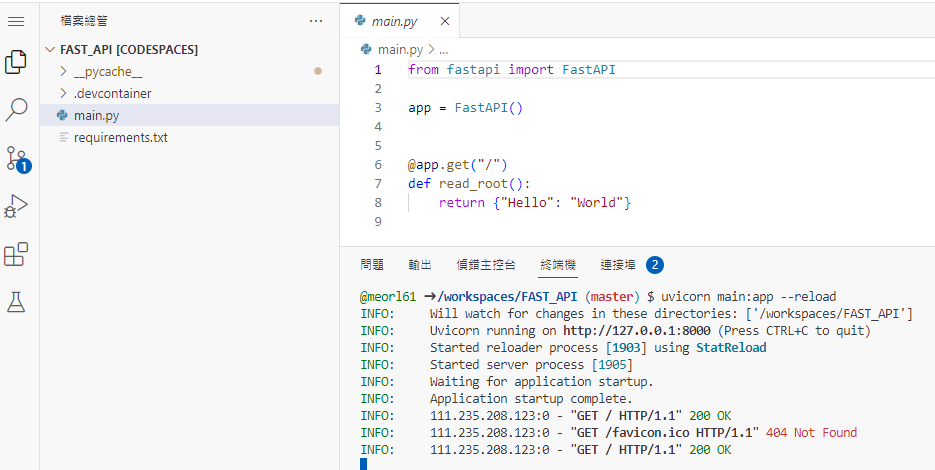 檔案總管
FAST_API [CODESPACES]
__pycache__
.devcontainer
main.py
requirements.txt
1
main.py
main.py > ...
1 from fastapi import FastAPI
2
3 app = FastAPI()
4
5
6 @app.get("/")
7 def read_root():
8     return {"Hello": "World"}
9
問題 輸出 偵錯主控台 終端機 連接埠 2
@meorl61 ➜/workspaces/FAST_API (master) $ uvicorn main:app --reload
INFO:     Will watch for changes in these directories: ['/workspaces/FAST_API']
INFO:     Uvicorn running on http://127.0.0.1:8000 (Press CTRL+C to quit)
INFO:     Started reloader process [1903] using StatReload
INFO:     Started server process [1905]
INFO:     Waiting for application startup.
INFO:     Application startup complete.
INFO:     111.235.208.123:0 - "GET / HTTP/1.1" 200 OK
INFO:     111.235.208.123:0 - "GET /favicon.ico HTTP/1.1" 404 Not Found
INFO:     111.235.208.123:0 - "GET / HTTP/1.1" 200 OK